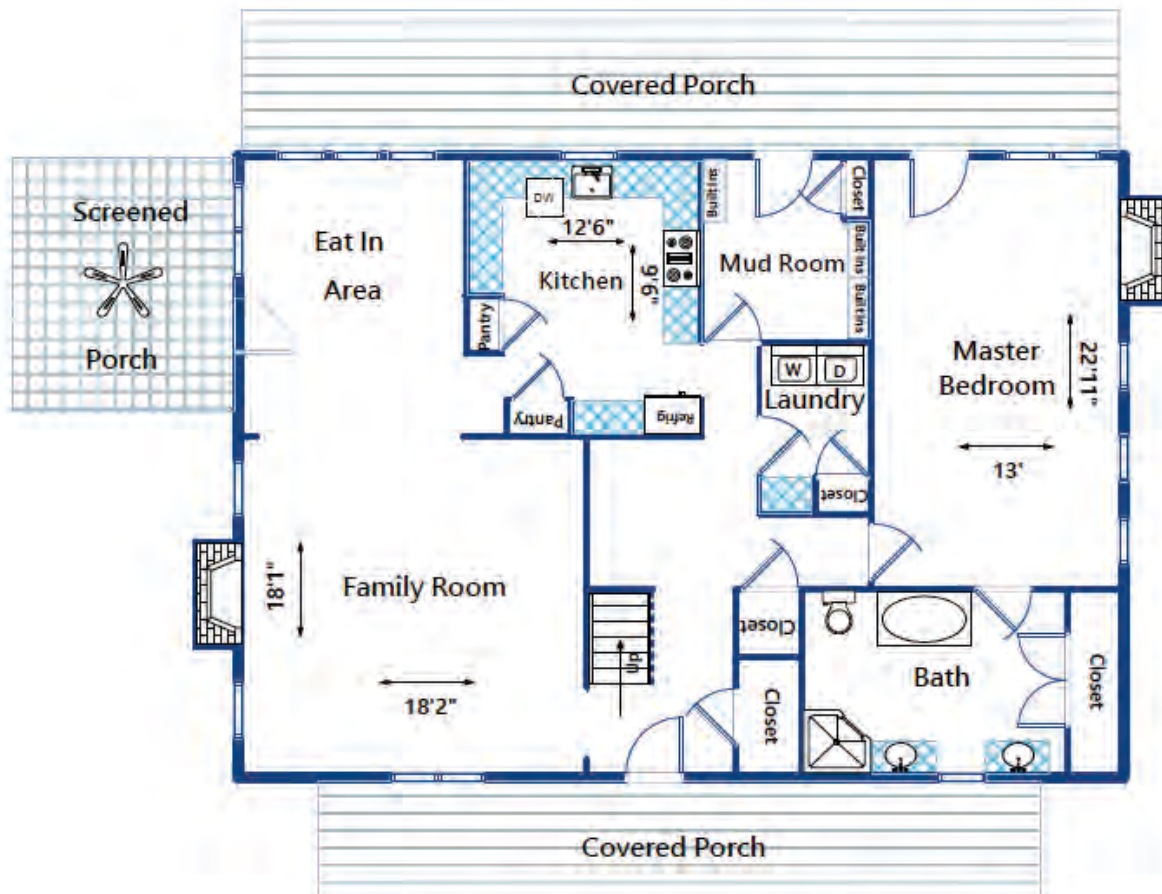 Covered Porch
Screened
Porch
Eat In
Area
DW
12'6"
9'6"
Kitchen
Pantry
Pantry
Refrig
Builtins
Closet
Mud Room
Built Ins
Builtins
W
D
Laundry
Closet
Master
Bedroom
22'11"
13'
Family Room
18'1"
18'2"
Up
Closet
Closet
Bath
Closet
Covered Porch